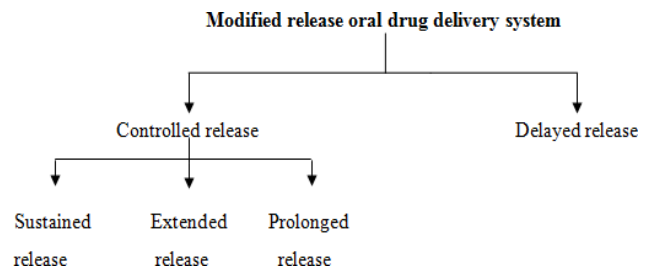 Modified release oral drug delivery system
Controlled release
Delayed release
Sustained release
Extended release
Prolonged release